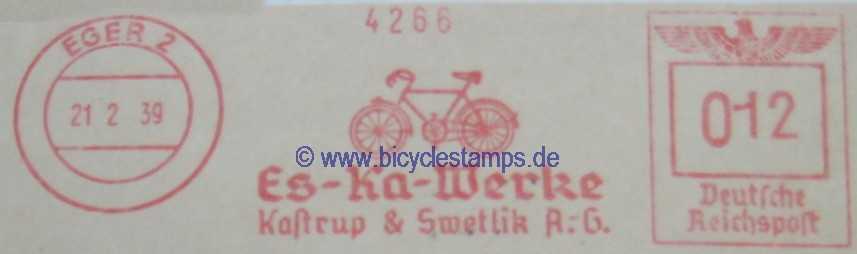 4266
EGER 2
21 2 39
© www.bicyclestamps.de
Es-Ka-Werke
Kaſtrup & Swetlik A.-G.
012
Deutſche
Reichspoſt